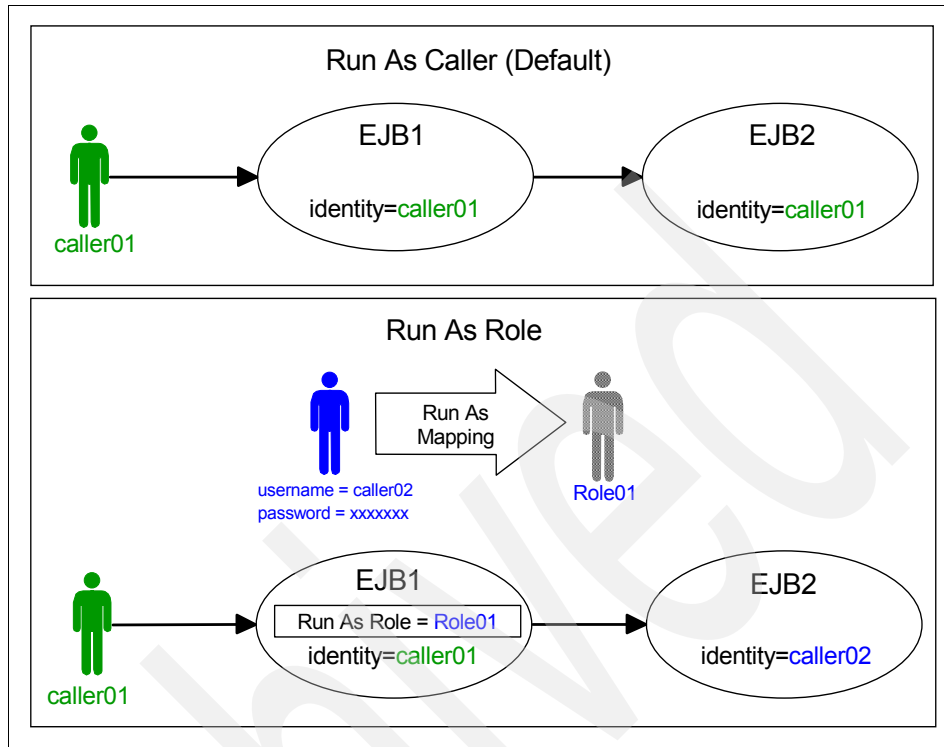 Run As Caller (Default)
EJB1
EJB2
identity=caller01
identity=caller01
caller01
Run As Role
Run As
Mapping
username = caller02
password = xxxxxxx
Role01
EJB1
EJB2
Run As Role = Role01
identity=caller01
identity=caller02
caller01
hived